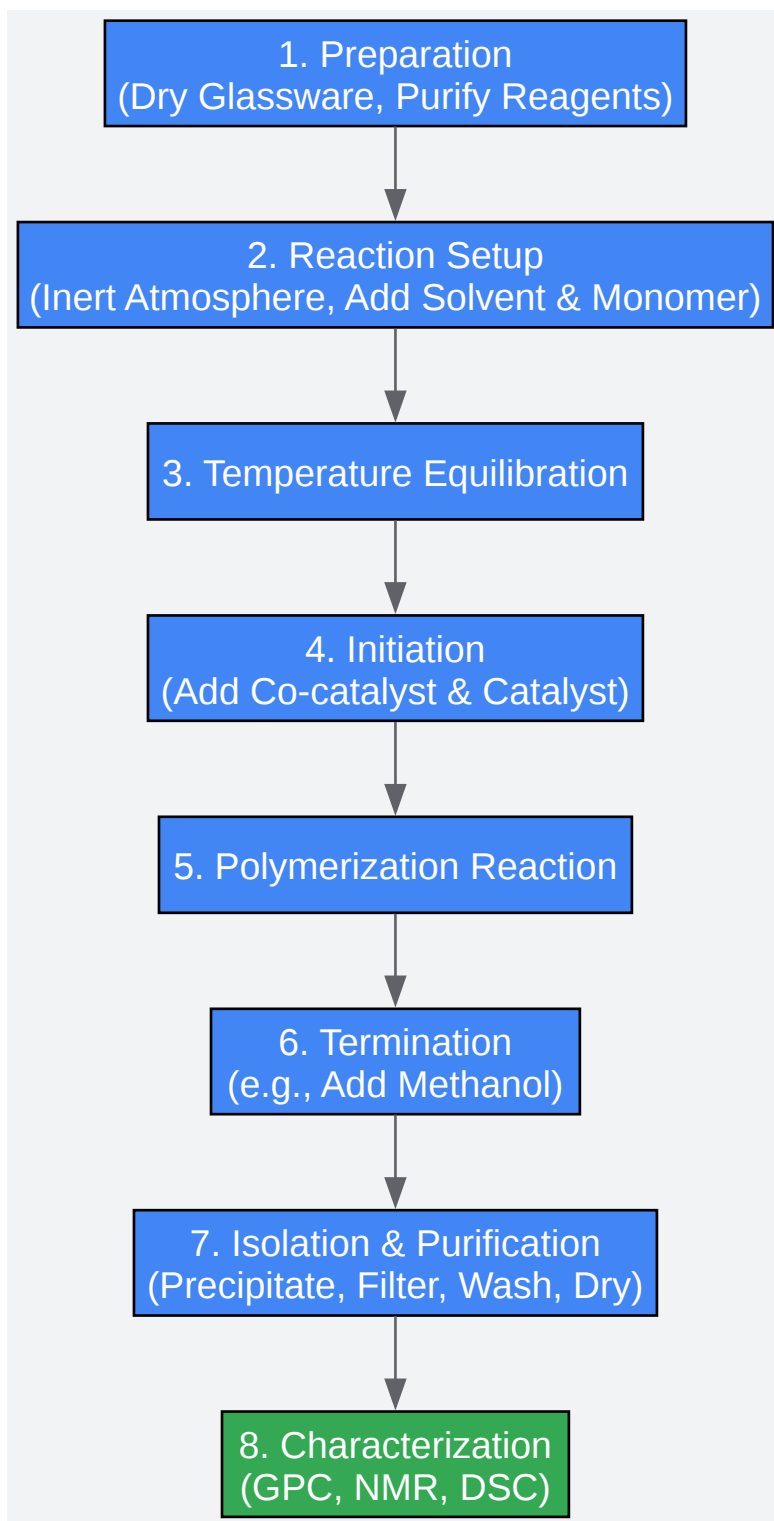 1. Preparation
(Dry Glassware, Purify Reagents)
2. Reaction Setup
(Inert Atmosphere, Add Solvent & Monomer)
3. Temperature Equilibration
4. Initiation
(Add Co-catalyst & Catalyst)
5. Polymerization Reaction
6. Termination
(e.g., Add Methanol)
7. Isolation & Purification
(Precipitate, Filter, Wash, Dry)
8. Characterization
(GPC, NMR, DSC)